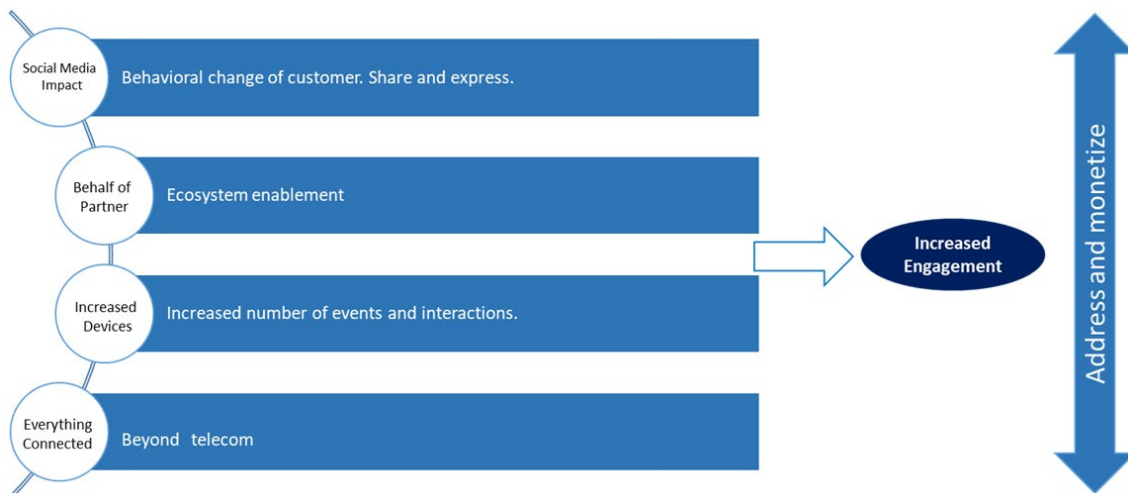 Social Media
Impact
Behavioral change of customer. Share and express.
Behalf of
Partner
Ecosystem enablement
Increased
Devices
Increased number of events and interactions.
Everything
Connected
Beyond telecom
Increased
Engagement
Address and monetize